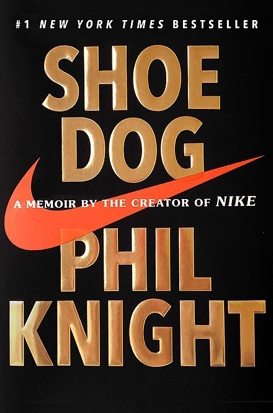 #1 NEW YORK TIMES BESTSELLER
SHOE
DOG
A MEMOIR BY THE CREATOR OF NIKE
PHIL
KNIGHT